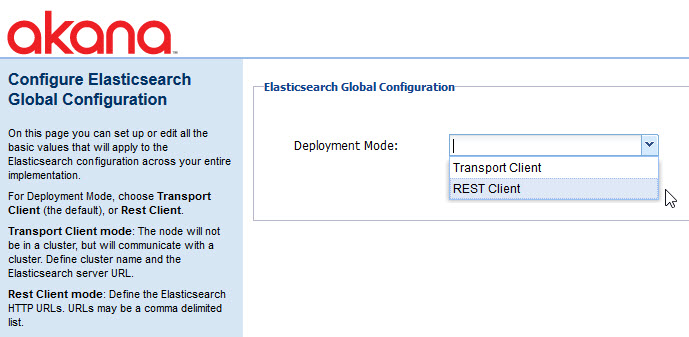 akana
Configure Elasticsearch
Global Configuration
On this page you can set up or edit all the
basic values that will apply to the
Elasticsearch configuration across your entire
implementation.
For Deployment Mode, choose Transport
Client (the default), or Rest Client.
Transport Client mode: The node will not
be in a cluster, but will communicate with a
cluster. Define cluster name and the
Elasticsearch server URL.
Rest Client mode: Define the Elasticsearch
HTTP URLs. URLs may be a comma delimited
list.
Elasticsearch Global Configuration
Deployment Mode:
Transport Client
REST Client